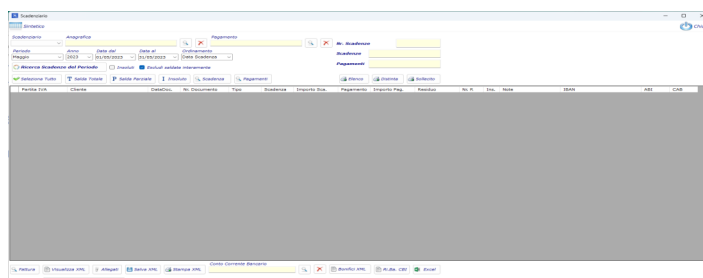 Scadenziario
Sintetico
Chiu
Scadenziario Anagrafica Pagamento
Nr. Scadenze
Periodo Anno Data dal Data al Ordinamento
Scadenze
Maggio 2023 01/05/2023 31/05/2023 Data Scadenza
Pagamenti
Ricerca Scadenze del Periodo Insoluti Escludi saldate interamente
Seleziona Tutto T Salda Totale P Salda Parziale I Insoluto Scadenza Pagamenti Elenco Distinta Sollecito
Partita IVA Cliente DataDoc. Nr. Documento Tipo Scadenza Importo Sca. Pagamento Importo Pag. Residuo Nr. R Ins. Note IBAN ABI CAB
Conto Corrente Bancario
Fattura Visualizza XML Allegati Salva XML Stampa XML Bonifici XML Ri.Ba. CBI Excel